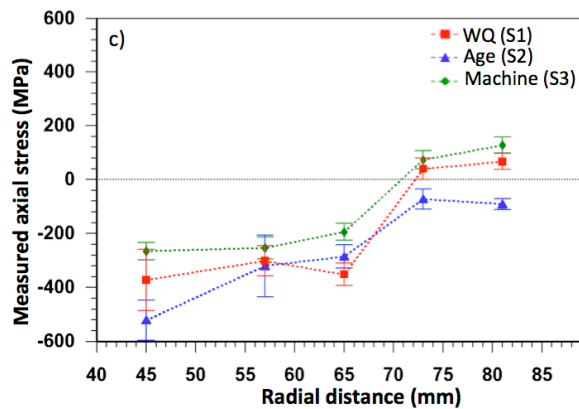 c)
WQ (S1)
Age (S2)
Machine (S3)
Measured axial stress (MPa)
600
400
200
0
-200
-400
-600
40 45 50 55 60 65 70 75 80 85
Radial distance (mm)